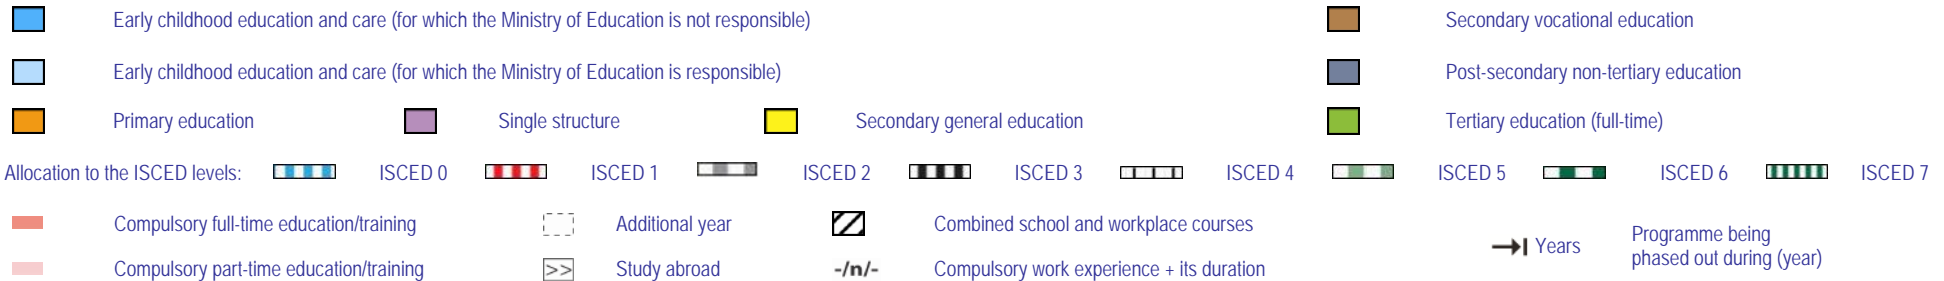 Early childhood education and care (for which the Ministry of Education is not responsible) Secondary vocational education
Early childhood education and care (for which the Ministry of Education is responsible) Post-secondary non-tertiary education
Primary education Single structure Secondary general education Tertiary education (full-time)
Allocation to the ISCED levels: ISCED 0 ISCED 1 ISCED 2 ISCED 3 ISCED 4 ISCED 5 ISCED 6 ISCED 7
Compulsory full-time education/training Additional year Combined school and workplace courses
Years Programme being
phased out during (year)
Compulsory part-time education/training >> Study abroad -/n/- Compulsory work experience + its duration